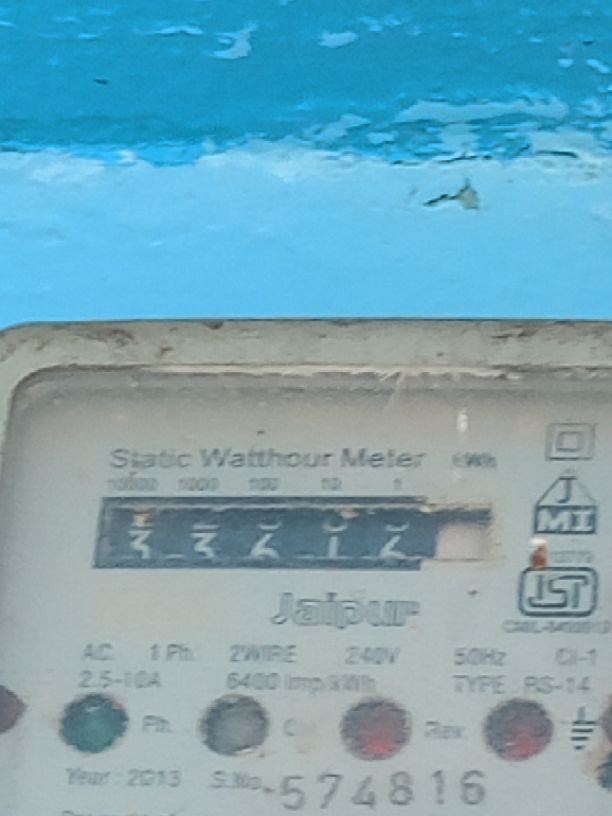 Static Watthour Meter kWh
10000 1000 100 10 1
J
MI
Jaipur
AC. 1 Ph. 2WIRE 240V 50Hz Cl-1
2.5-10A 6400 Imp/kWh TYPE : RS-14
Ph. Rev.
Year : 2013 S.No. 574816